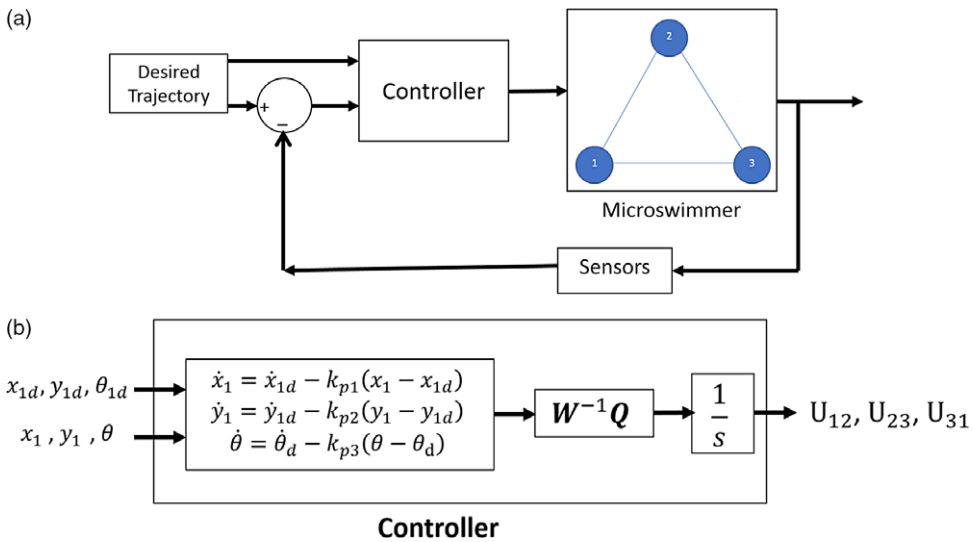 (a)
Desired
Trajectory
+
−
Controller
2
1
3
Microswimmer
Sensors
(b)
x₁d, y₁d, θ₁d
x₁ , y₁ , θ
ẋ₁ = ẋ₁d − kₚ₁(x₁ − x₁d)
ẏ₁ = ẏ₁d − kₚ₂(y₁ − y₁d)
θ̇ = θ̇d − kₚ₃(θ − θd)
W⁻¹Q
1
s
U₁₂, U₂₃, U₃₁
Controller